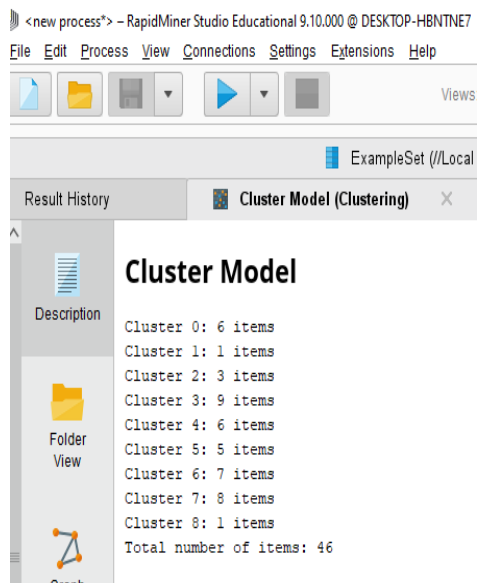 <new process*> – RapidMiner Studio Educational 9.10.000 @ DESKTOP-HBNTNE7
File Edit Process View Connections Settings Extensions Help
Views:
ExampleSet (//Local
Result History
Cluster Model (Clustering)
Cluster Model
Description
Cluster 0: 6 items
Cluster 1: 1 items
Cluster 2: 3 items
Cluster 3: 9 items
Cluster 4: 6 items
Cluster 5: 5 items
Cluster 6: 7 items
Cluster 7: 8 items
Cluster 8: 1 items
Total number of items: 46
Folder
View